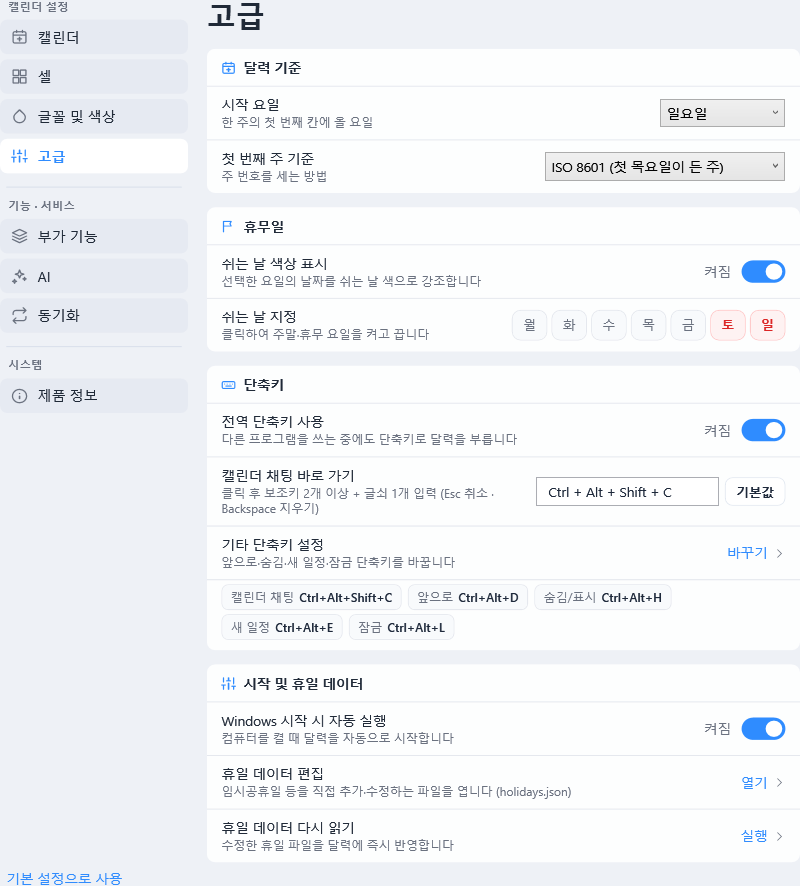 캘린더 설정
캘린더
셀
글꼴 및 색상
고급
기능 · 서비스
부가 기능
AI
동기화
시스템
제품 정보
기본 설정으로 사용
고급
달력 기준
시작 요일
한 주의 첫 번째 칸에 올 요일
일요일
첫 번째 주 기준
주 번호를 세는 방법
ISO 8601 (첫 목요일이 든 주)
휴무일
쉬는 날 색상 표시
선택한 요일의 날짜를 쉬는 날 색으로 강조합니다
켜짐
쉬는 날 지정
클릭하여 주말·휴무 요일을 켜고 끕니다
월 화 수 목 금 토 일
단축키
전역 단축키 사용
다른 프로그램을 쓰는 중에도 단축키로 달력을 부릅니다
켜짐
캘린더 채팅 바로 가기
클릭 후 보조키 2개 이상 + 글쇠 1개 입력 (Esc 취소 ·
Backspace 지우기)
Ctrl + Alt + Shift + C
기본값
기타 단축키 설정
앞으로·숨김·새 일정·잠금 단축키를 바꿉니다
바꾸기
캘린더 채팅 Ctrl+Alt+Shift+C 앞으로 Ctrl+Alt+D 숨김/표시 Ctrl+Alt+H
새 일정 Ctrl+Alt+E 잠금 Ctrl+Alt+L
시작 및 휴일 데이터
Windows 시작 시 자동 실행
컴퓨터를 켤 때 달력을 자동으로 시작합니다
켜짐
휴일 데이터 편집
임시공휴일 등을 직접 추가·수정하는 파일을 엽니다 (holidays.json)
열기
휴일 데이터 다시 읽기
수정한 휴일 파일을 달력에 즉시 반영합니다
실행